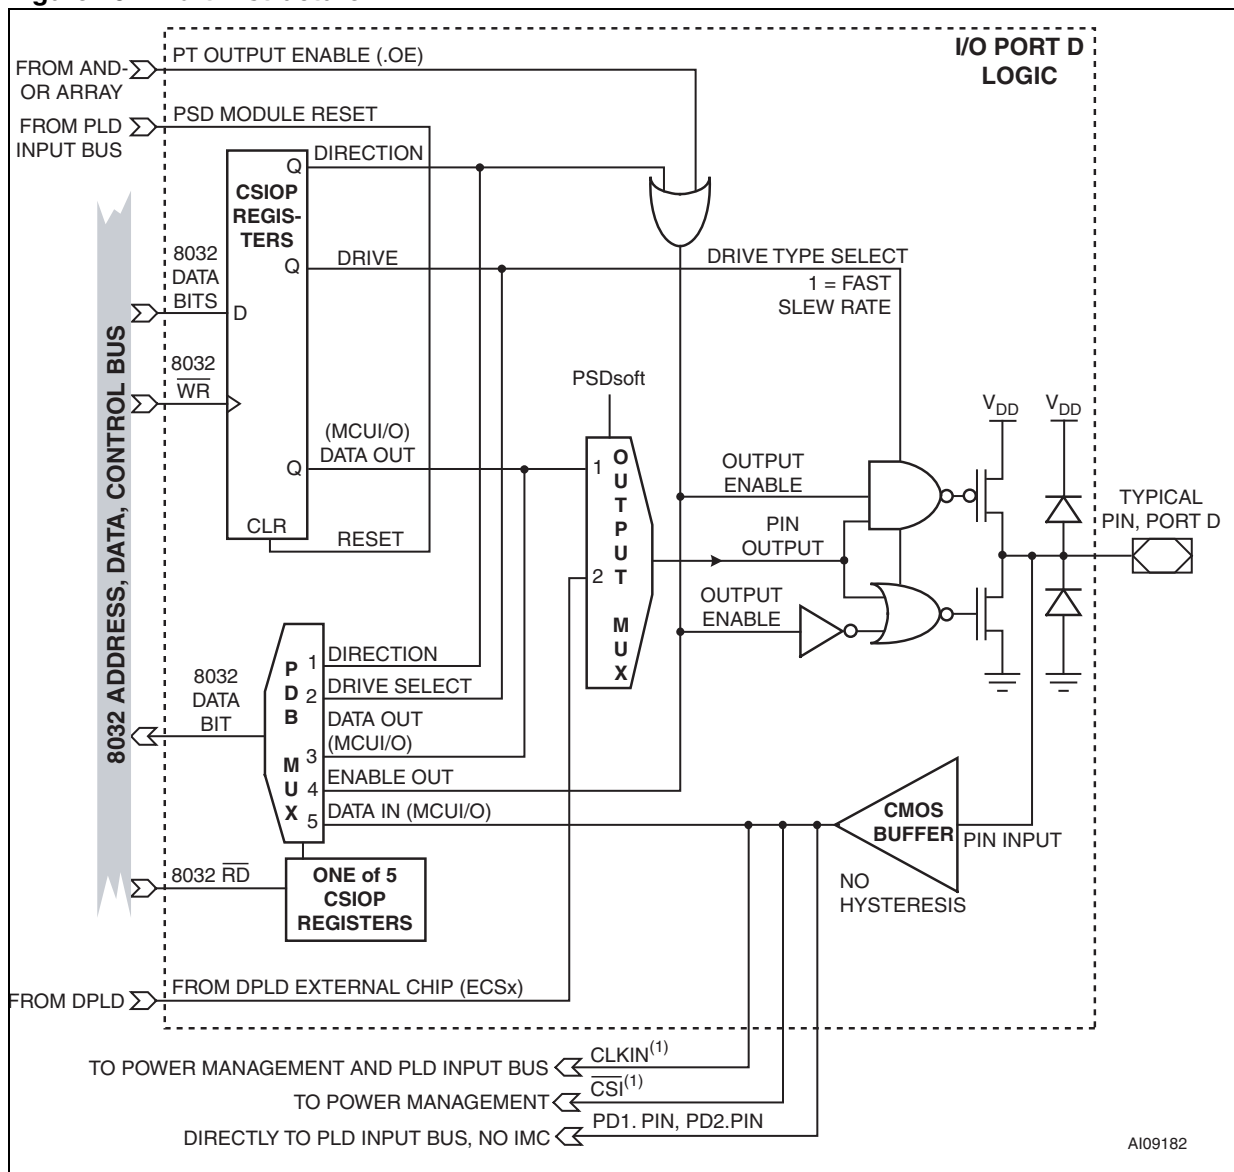 I/O PORT D
LOGIC
PT OUTPUT ENABLE (.OE)
FROM AND-
OR ARRAY
PSD MODULE RESET
FROM PLD
INPUT BUS
DIRECTION
Q
CSIOP
REGIS-
TERS
8032
DATA
BITS
Q
DRIVE
DRIVE TYPE SELECT
1 = FAST
SLEW RATE
D
8032 ADDRESS, DATA, CONTROL BUS
8032
WR
PSDsoft
(MCUI/O)
DATA OUT
Q
CLR
RESET
1
2
OUTPUT MUX
OUTPUT
ENABLE
PIN
OUTPUT
OUTPUT
ENABLE
VDD
VDD
TYPICAL
PIN, PORT D
PDB MUX
1
DIRECTION
2
DRIVE SELECT
DATA OUT
(MCUI/O)
3
4
ENABLE OUT
5
DATA IN (MCUI/O)
8032
DATA
BIT
CMOS
BUFFER
PIN INPUT
NO
HYSTERESIS
8032 RD
ONE of 5
CSIOP
REGISTERS
FROM DPLD
FROM DPLD EXTERNAL CHIP (ECSx)
TO POWER MANAGEMENT AND PLD INPUT BUS
CLKIN(1)
TO POWER MANAGEMENT
CSI(1)
DIRECTLY TO PLD INPUT BUS, NO IMC
PD1. PIN, PD2.PIN
AI09182